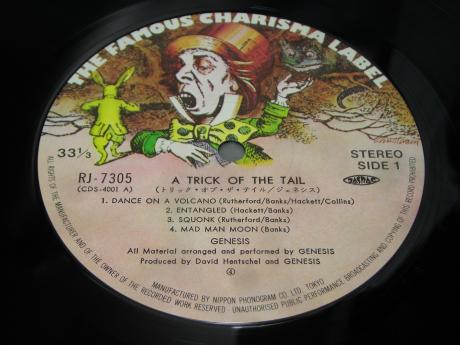 THE FAMOUS CHARISMA LABEL
33 1/3
RJ-7305
(CDS-4001 A)
A TRICK OF THE TAIL
(トリック・オブ・ザ・テイル/ジェネシス)
STEREO
SIDE 1
1. DANCE ON A VOLCANO (Rutherford/Banks/Hackett/Collins)
2. ENTANGLED (Hackett/Banks)
3. SQUONK (Rutherford/Banks)
4. MAD MAN MOON (Banks)
GENESIS
All Material arranged and performed by GENESIS
Produced by David Hentschel and GENESIS
④
ALL RIGHTS OF THE MANUFACTURER AND OF THE OWNER OF THE RECORDED WORK RESERVED · UNAUTHORISED PUBLIC PERFORMANCE BROADCASTING AND COPYING OF THIS RECORD PROHIBITED
MANUFACTURED BY NIPPON PHONOGRAM CO., LTD., TOKYO